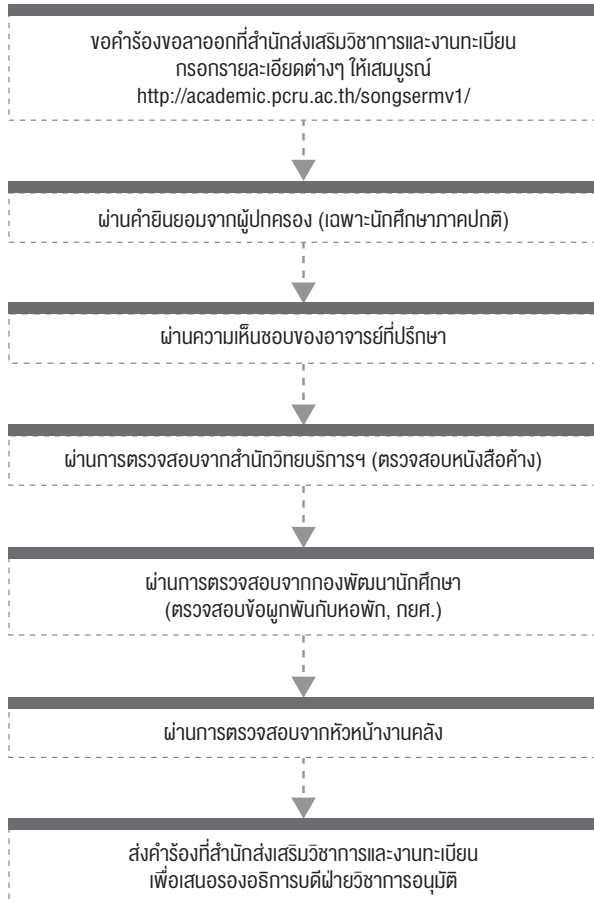 ขอคำร้องขอลาออกที่สำนักส่งเสริมวิชาการและงานทะเบียน
กรอกรายละเอียดต่างๆ ให้เสมบูรณ์
http://academic.pcru.ac.th/songsermv1/
ผ่านคำยินยอมจากผู้ปกครอง (เฉพาะนักศึกษาภาคปกติ)
ผ่านความเห็นชอบของอาจารย์ที่ปรึกษา
ผ่านการตรวจสอบจากสำนักวิทยบริการฯ (ตรวจสอบหนังสือค้าง)
ผ่านการตรวจสอบจากกองพัฒนานักศึกษา
(ตรวจสอบข้อผูกพันกับหอพัก, กยศ.)
ผ่านการตรวจสอบจากหัวหน้างานคลัง
ส่งคำร้องที่สำนักส่งเสริมวิชาการและงานทะเบียน
เพื่อเสนอรองอธิการบดีฝ่ายวิชาการอนุมัติ